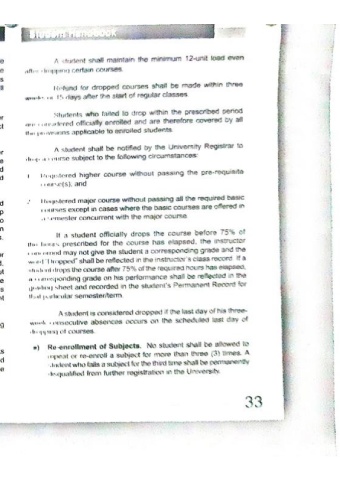 Student Handbook
A student shall maintain the minimum 12-unit load even
after dropping certain courses.
Refund for dropped courses shall be made within three
weeks or 15 days after the start of regular classes
Students who failed to drop within the prescribed period
are considered officially enrolled and are therefore covered by all
the provisions applicable to enrolled students.
A student shall be notified by the University Registrar to
drop a course subject to the following circumstances:
1 Registered higher course without passing the pre-requisite
course(s); and
2 Registered major course without passing all the required basic
courses except in cases where the basic courses are offered in
a semester concurrent with the major course.
If a student officially drops the course before 75% of
the hours prescribed for the course has elapsed, the instructor
concerned may not give the student a corresponding grade and the
word "Dropped" shall be reflected in the instructor's class record. If a
student drops the course after 75% of the required hours has elapsed,
a corresponding grade on his performance shall be reflected in the
grading sheet and recorded in the student's Permanent Record for
that particular semester/term.
A student is considered dropped if the last day of his three-
week consecutive absences occurs on the scheduled last day of
dropping of courses.
e) Re-enrollment of Subjects. No student shall be allowed to
repeat or re-enroll a subject for more than three (3) times. A
student who fails a subject for the third time shall be permanently
disqualified from further registration in the University.
33